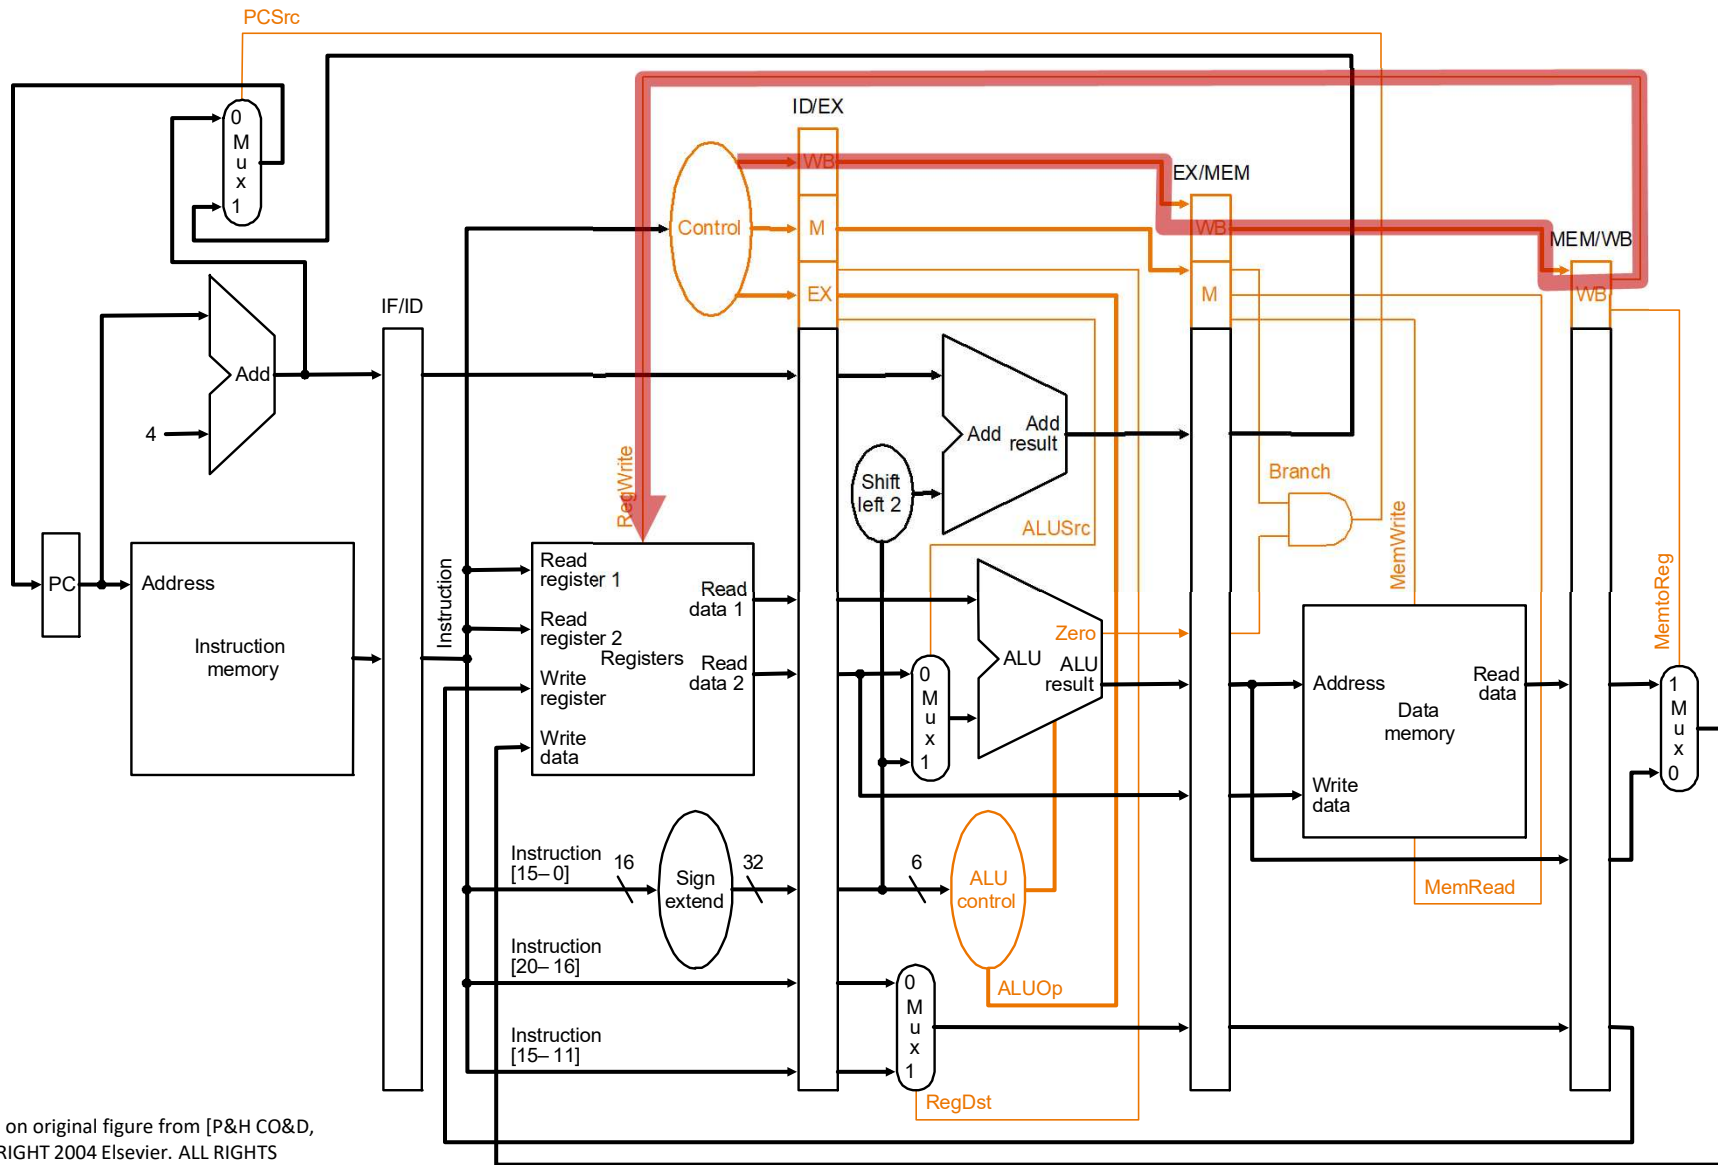 PCSrc
ID/EX
0
M
u
x
1
WB
EX/MEM
Control
M
WB
MEM/WB
EX
M
WB
IF/ID
Add
4
Add
Add
result
RegWrite
Shift
left 2
Branch
ALUSrc
MemWrite
PC
Address
Instruction
memory
Instruction
Read
register 1
Read
register 2
Registers
Write
register
Write
data
Read
data 1
Read
data 2
0
M
u
x
1
Zero
ALU
ALU
result
Address
Read
data
Data
memory
Write
data
MemtoReg
1
M
u
x
0
Instruction
[15– 0]
16
Sign
extend
32
6
ALU
control
MemRead
Instruction
[20– 16]
ALUOp
0
M
u
x
1
Instruction
[15– 11]
RegDst
on original figure from [P&H CO&D,
RIGHT 2004 Elsevier. ALL RIGHTS